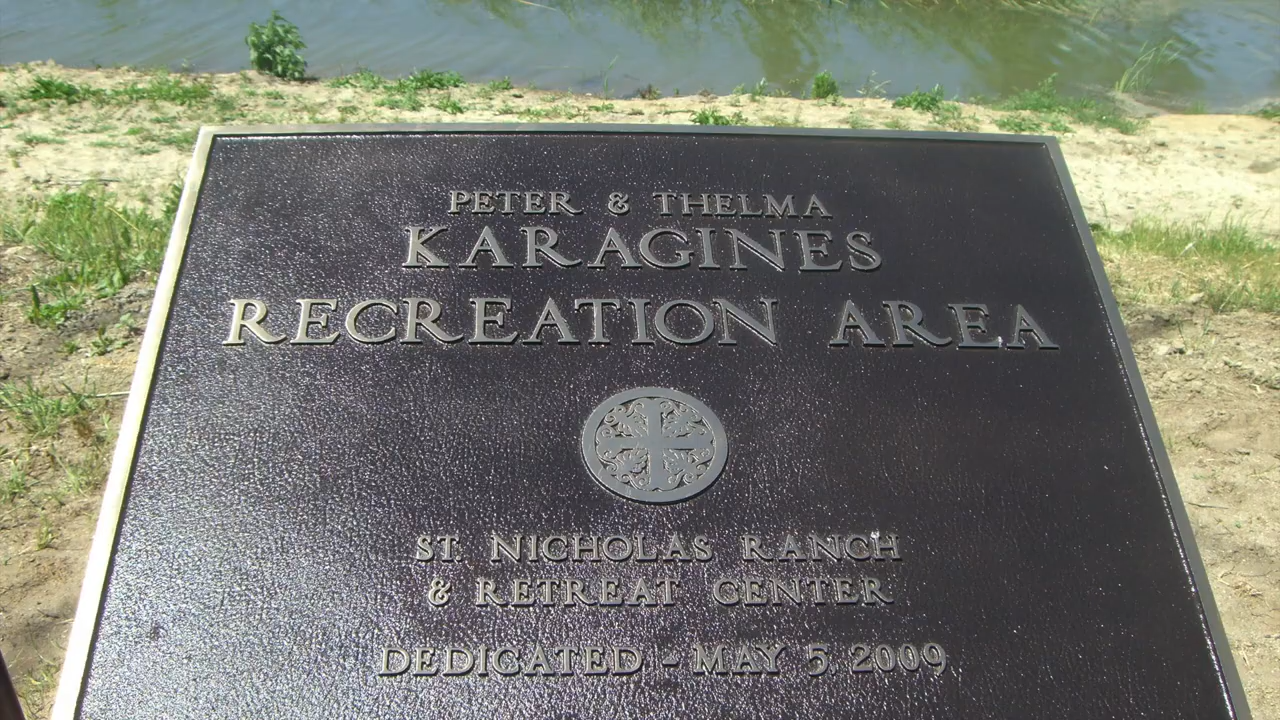 PETER & THELMA
KARAGINES
RECREATION AREA
ST. NICHOLAS RANCH
& RETREAT CENTER
DEDICATED - MAY 5, 2009